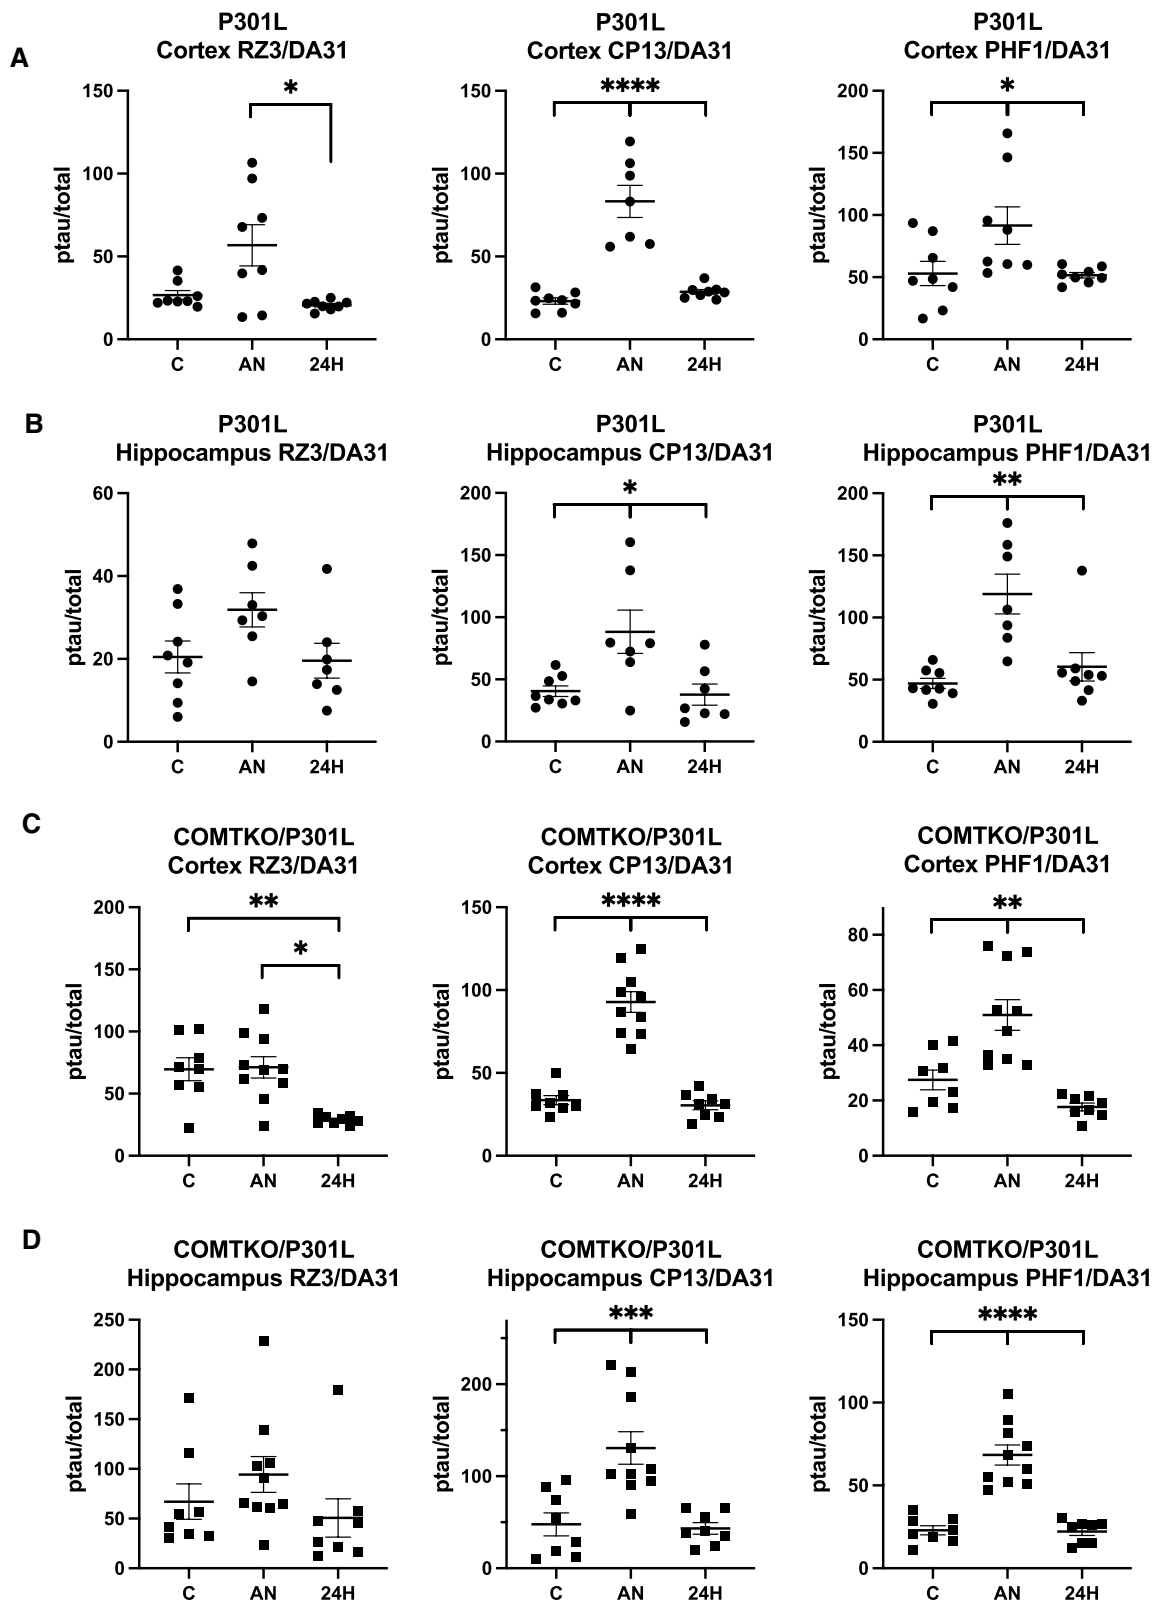 A
P301L
Cortex RZ3/DA31
*
150
100
50
0
ptau/total
C AN 24H
P301L
Cortex CP13/DA31
****
150
100
50
0
ptau/total
C AN 24H
P301L
Cortex PHF1/DA31
*
200
150
100
50
0
ptau/total
C AN 24H
B
P301L
Hippocampus RZ3/DA31
60
40
20
0
ptau/total
C AN 24H
P301L
Hippocampus CP13/DA31
*
200
150
100
50
0
ptau/total
C AN 24H
P301L
Hippocampus PHF1/DA31
**
200
150
100
50
0
ptau/total
C AN 24H
C
COMTKO/P301L
Cortex RZ3/DA31
**
*
200
150
100
50
0
ptau/total
C AN 24H
COMTKO/P301L
Cortex CP13/DA31
****
150
100
50
0
ptau/total
C AN 24H
COMTKO/P301L
Cortex PHF1/DA31
**
80
60
40
20
0
ptau/total
C AN 24H
D
COMTKO/P301L
Hippocampus RZ3/DA31
250
200
150
100
50
0
ptau/total
C AN 24H
COMTKO/P301L
Hippocampus CP13/DA31
***
200
100
0
ptau/total
C AN 24H
COMTKO/P301L
Hippocampus PHF1/DA31
****
150
100
50
0
ptau/total
C AN 24H